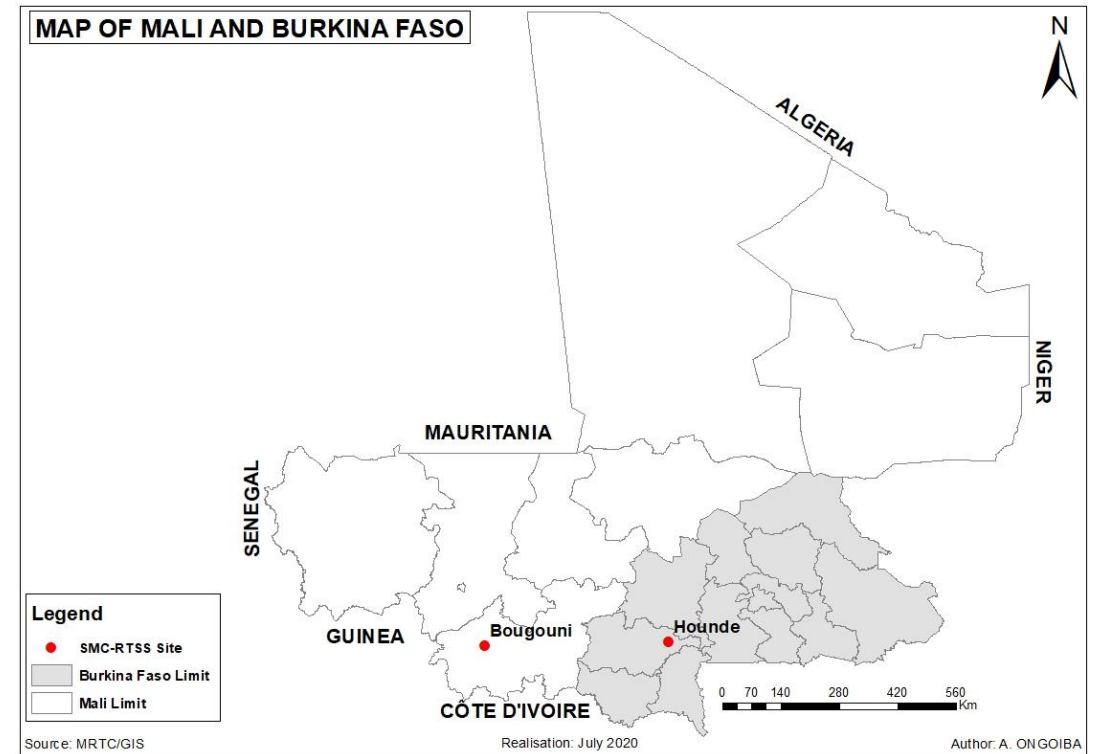 MAP OF MALI AND BURKINA FASO
N
ALGERIA
NIGER
MAURITANIA
SENEGAL
Legend
SMC-RTSS Site
Burkina Faso Limit
Mali Limit
GUINEA
Bougouni
Hounde
CÔTE D'IVOIRE
0 70 140 280 420 560
Km
Source: MRTC/GIS
Realisation: July 2020
Author: A. ONGOIBA